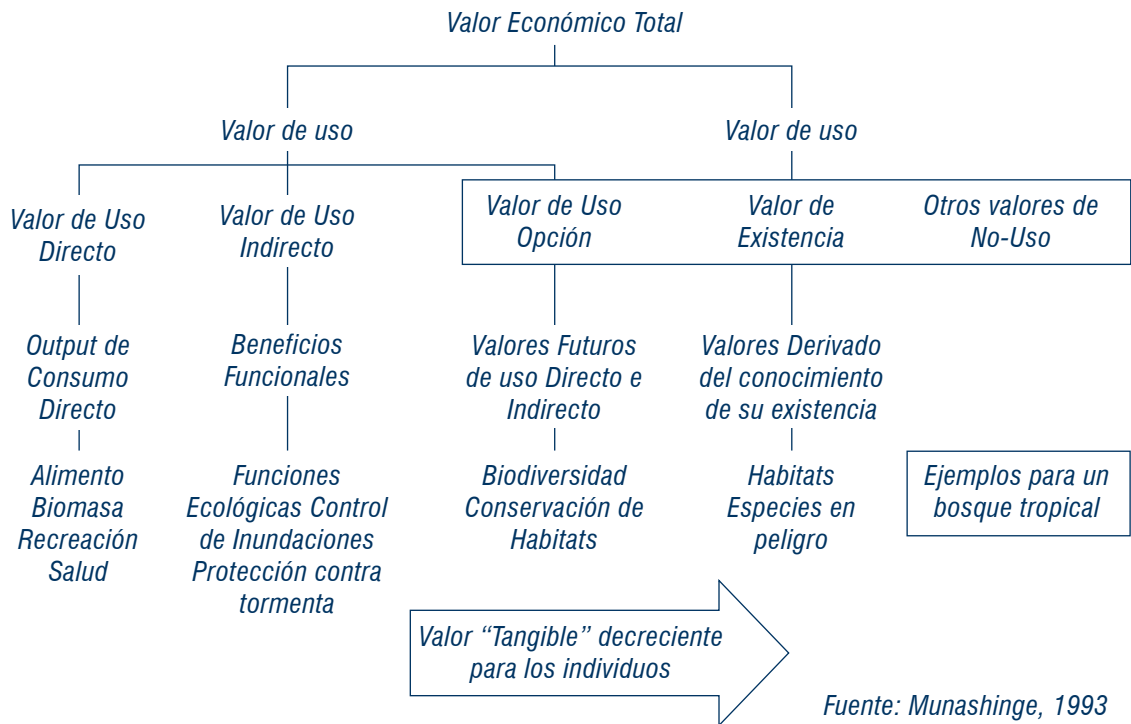 Valor Económico Total
Valor de uso
Valor de uso
Valor de Uso
Directo
Valor de Uso
Indirecto
Valor de Uso
Opción
Valor de
Existencia
Otros valores de
No-Uso
Output de
Consumo
Directo
Beneficios
Funcionales
Valores Futuros
de uso Directo e
Indirecto
Valores Derivado
del conocimiento
de su existencia
Alimento
Biomasa
Recreación
Salud
Funciones
Ecológicas Control
de Inundaciones
Protección contra
tormenta
Biodiversidad
Conservación de
Habitats
Habitats
Especies en
peligro
Ejemplos para un
bosque tropical
Valor “Tangible” decreciente
para los individuos
Fuente: Munashinge, 1993